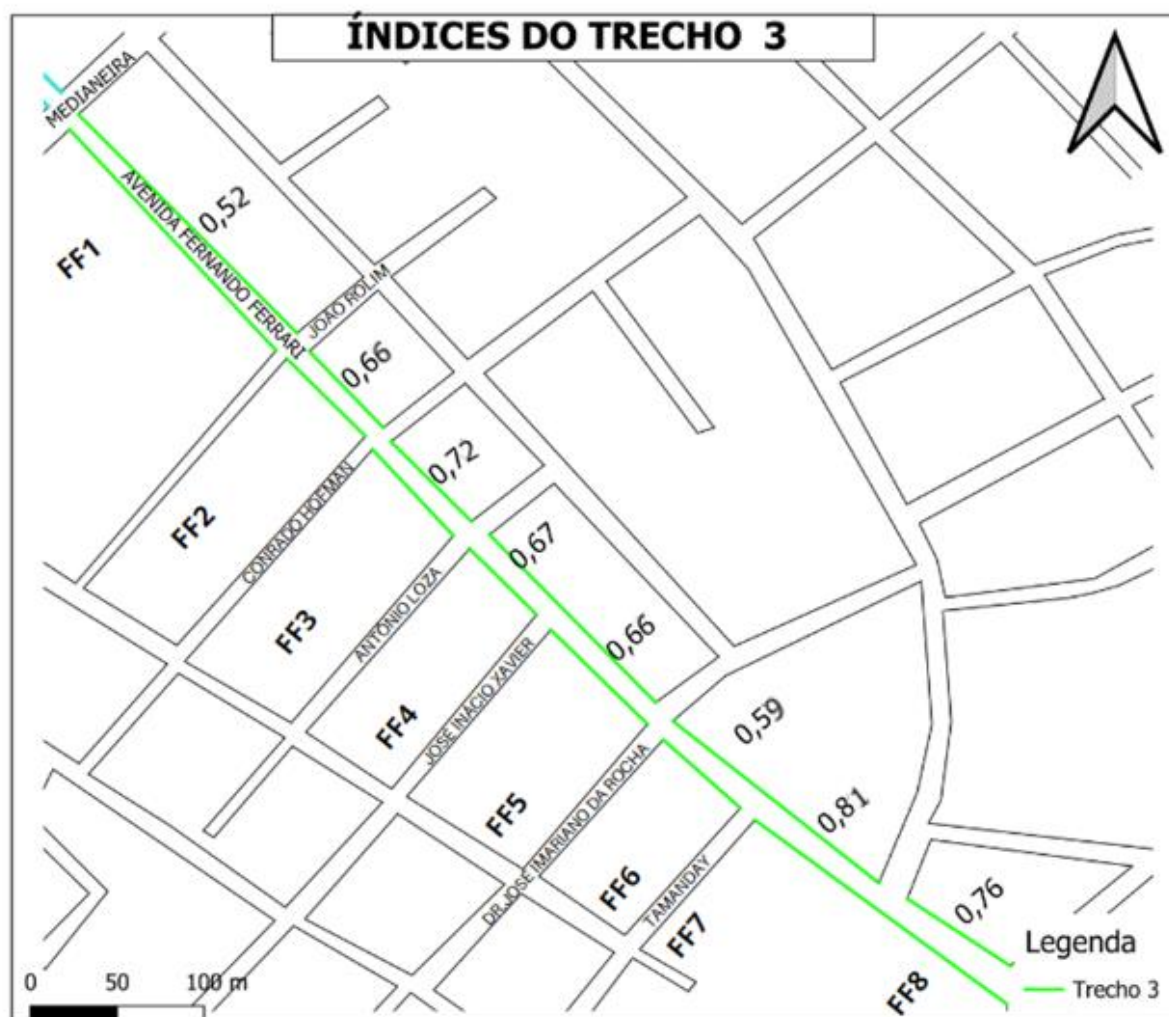 ÍNDICES DO TRECHO 3
MEDIANEIRA
AVENIDA FERNANDO FERRARI
0,52
FF1
JOÃO ROLIM
0,66
0,72
FF2
CONRADO HOFMAN
0,67
FF3
ANTÔNIO LOZA
0,66
FF4
JOSÉ INÁCIO XAVIER
0,59
FF5
DR JOSE IMARIANO DA ROCHA
0,81
FF6
TAMANDAY
0,76
FF7
FF8
Legenda
Trecho 3
0 50 100 m